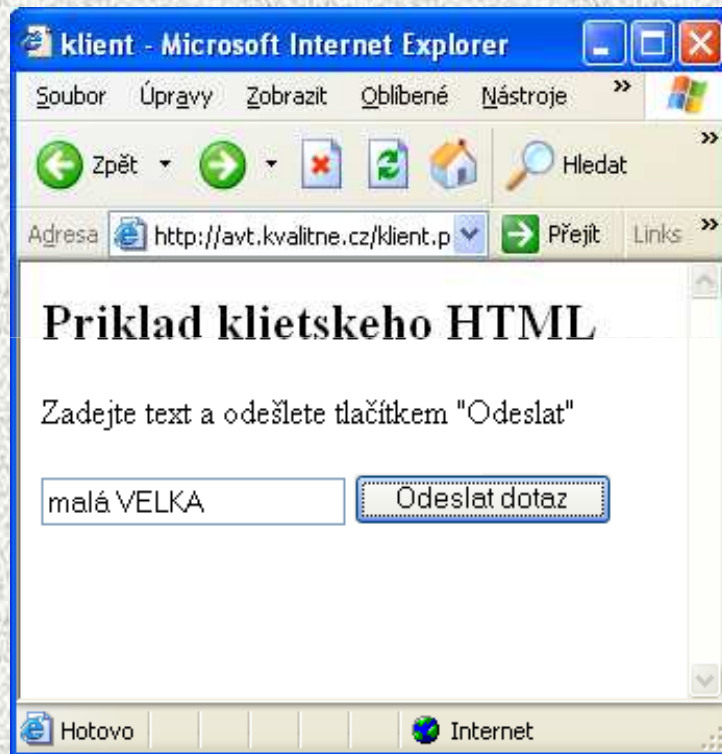 klient - Microsoft Internet Explorer
Soubor Úpravy Zobrazit Oblíbené Nástroje »
Zpět Hledat »
Adresa http://avt.kvalitne.cz/klient.p Přejít Links »
Priklad klietskeho HTML
Zadejte text a odešlete tlačítkem "Odeslat"
malá VELKA Odeslat dotaz
Hotovo Internet